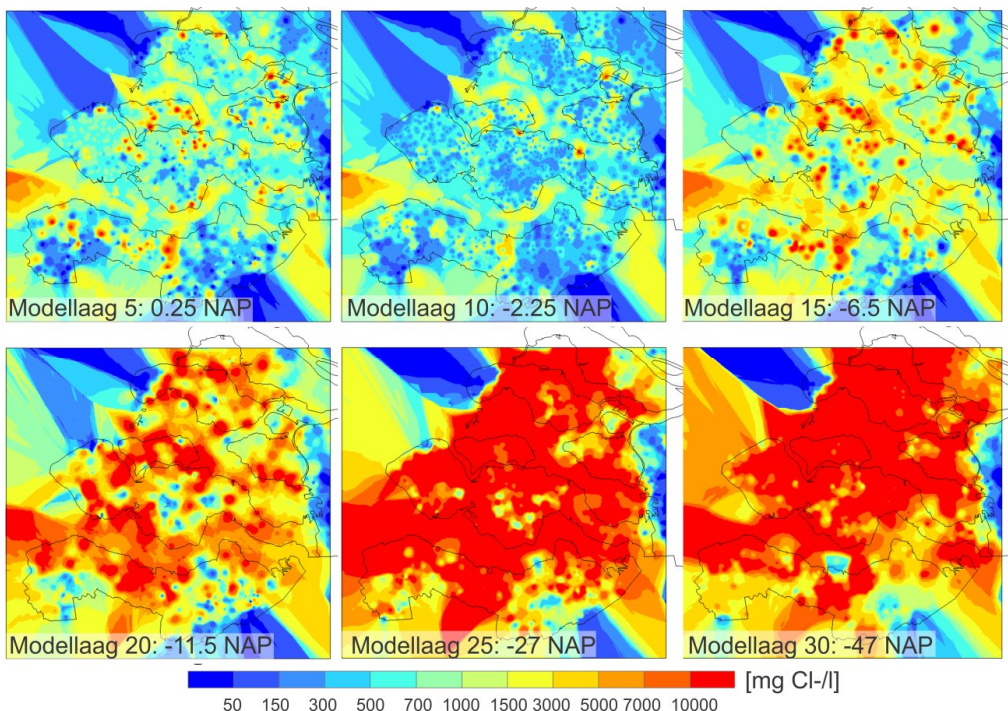 Modellaag 5: 0.25 NAP
Modellaag 10: -2.25 NAP
Modellaag 15: -6.5 NAP
Modellaag 20: -11.5 NAP
Modellaag 25: -27 NAP
Modellaag 30: -47 NAP
[mg Cl-/l]
50 150 300 500 700 1000 1500 3000 5000 7000 10000